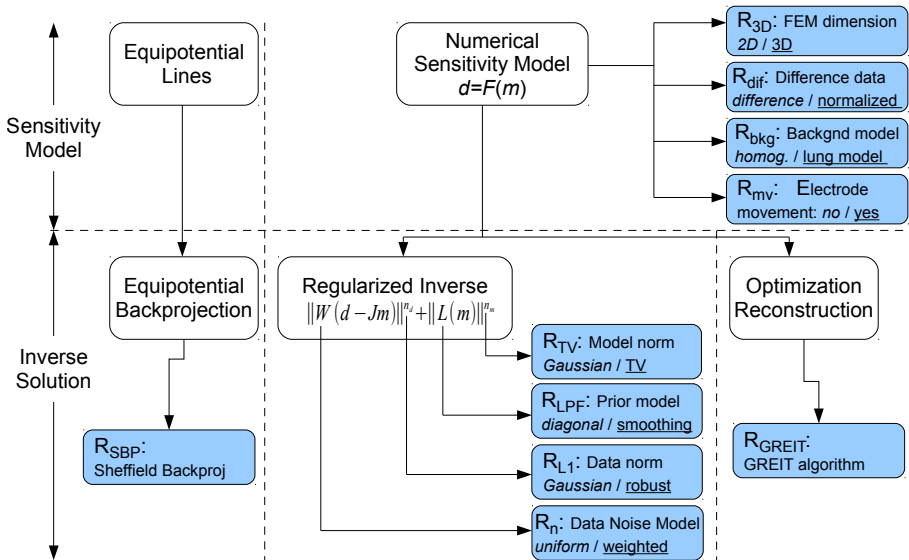 Equipotential
Lines
Numerical
Sensitivity Model
d=F(m)
R3D: FEM dimension
2D / 3D
Rdif: Difference data
difference / normalized
Rbkg: Backgnd model
homog. / lung model
Rmv: Electrode
movement: no / yes
Sensitivity
Model
Equipotential
Backprojection
Regularized Inverse
||W(d−Jm)||^n_d+||L(m)||^n_m
Optimization
Reconstruction
Inverse
Solution
RTV: Model norm
Gaussian / TV
RLPF: Prior model
diagonal / smoothing
RSBP:
Sheffield Backproj
RL1: Data norm
Gaussian / robust
RGREIT:
GREIT algorithm
Rn: Data Noise Model
uniform / weighted